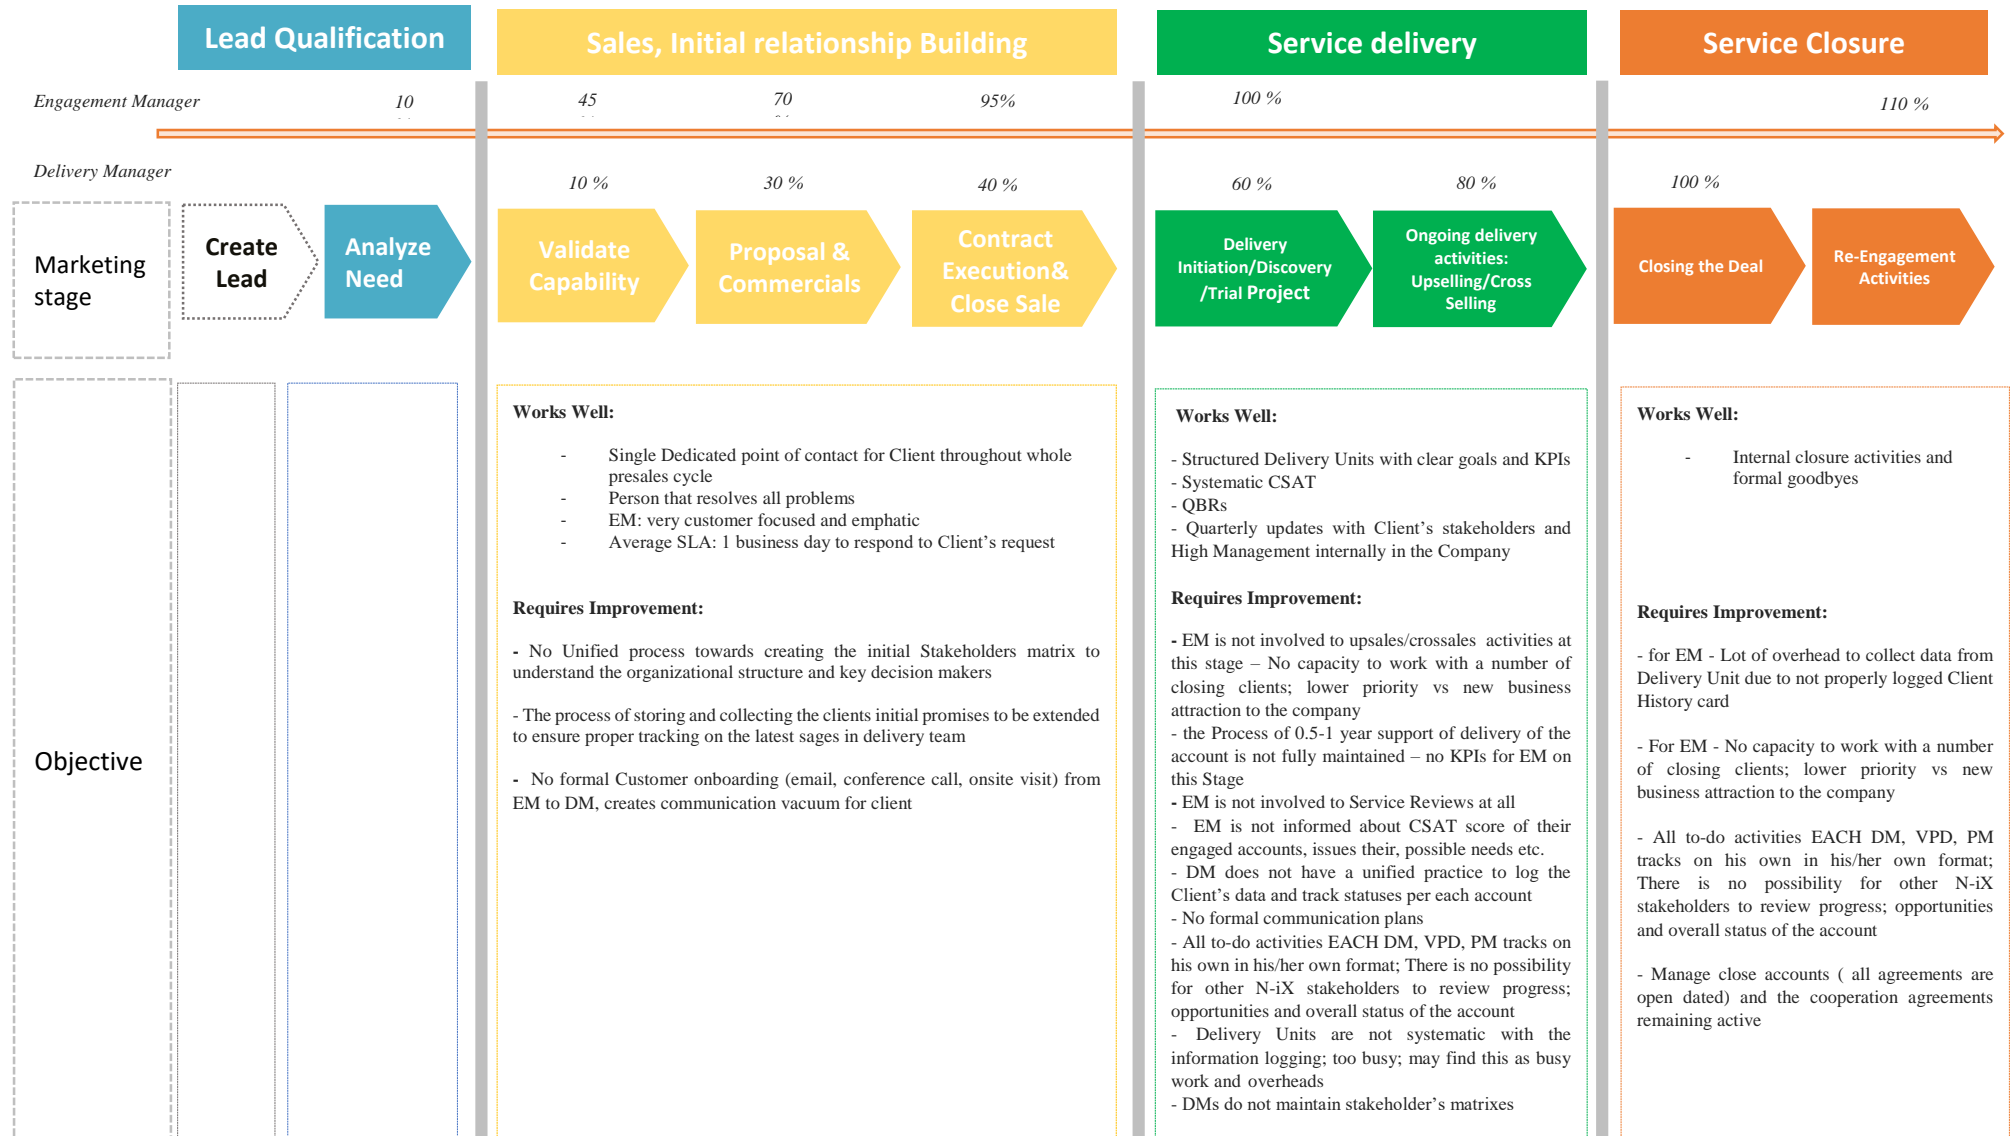 Lead Qualification
Sales, Initial relationship Building
Service delivery
Service Closure
Engagement Manager
10
45
70
95%
100 %
110 %
Delivery Manager
10 %
30 %
40 %
60 %
80 %
100 %
Marketing
stage
Create
Lead
Analyze
Need
Validate
Capability
Proposal &
Commercials
Contract
Execution&
Close Sale
Delivery
Initiation/Discovery
/Trial Project
Ongoing delivery
activities:
Upselling/Cross
Selling
Closing the Deal
Re-Engagement
Activities
Objective
Works Well:
- Single Dedicated point of contact for Client throughout whole
presales cycle
- Person that resolves all problems
- EM: very customer focused and emphatic
- Average SLA: 1 business day to respond to Client's request
Requires Improvement:
- No Unified process towards creating the initial Stakeholders matrix to
understand the organizational structure and key decision makers
- The process of storing and collecting the clients initial promises to be extended
to ensure proper tracking on the latest sages in delivery team
- No formal Customer onboarding (email, conference call, onsite visit) from
EM to DM, creates communication vacuum for client
Works Well:
- Structured Delivery Units with clear goals and KPIs
- Systematic CSAT
- QBRs
- Quarterly updates with Client's stakeholders and
High Management internally in the Company
Requires Improvement:
- EM is not involved to upsales/crossales activities at
this stage – No capacity to work with a number of
closing clients; lower priority vs new business
attraction to the company
- the Process of 0.5-1 year support of delivery of the
account is not fully maintained – no KPIs for EM on
this Stage
- EM is not involved to Service Reviews at all
- EM is not informed about CSAT score of their
engaged accounts, issues their, possible needs etc.
- DM does not have a unified practice to log the
Client's data and track statuses per each account
- No formal communication plans
- All to-do activities EACH DM, VPD, PM tracks on
his own in his/her own format; There is no possibility
for other N-iX stakeholders to review progress;
opportunities and overall status of the account
- Delivery Units are not systematic with the
information logging; too busy; may find this as busy
work and overheads
- DMs do not maintain stakeholder's matrixes
Works Well:
- Internal closure activities and
formal goodbyes
Requires Improvement:
- for EM - Lot of overhead to collect data from
Delivery Unit due to not properly logged Client
History card
- For EM - No capacity to work with a number
of closing clients; lower priority vs new
business attraction to the company
- All to-do activities EACH DM, VPD, PM
tracks on his own in his/her own format;
There is no possibility for other N-iX
stakeholders to review progress; opportunities
and overall status of the account
- Manage close accounts ( all agreements are
open dated) and the cooperation agreements
remaining active